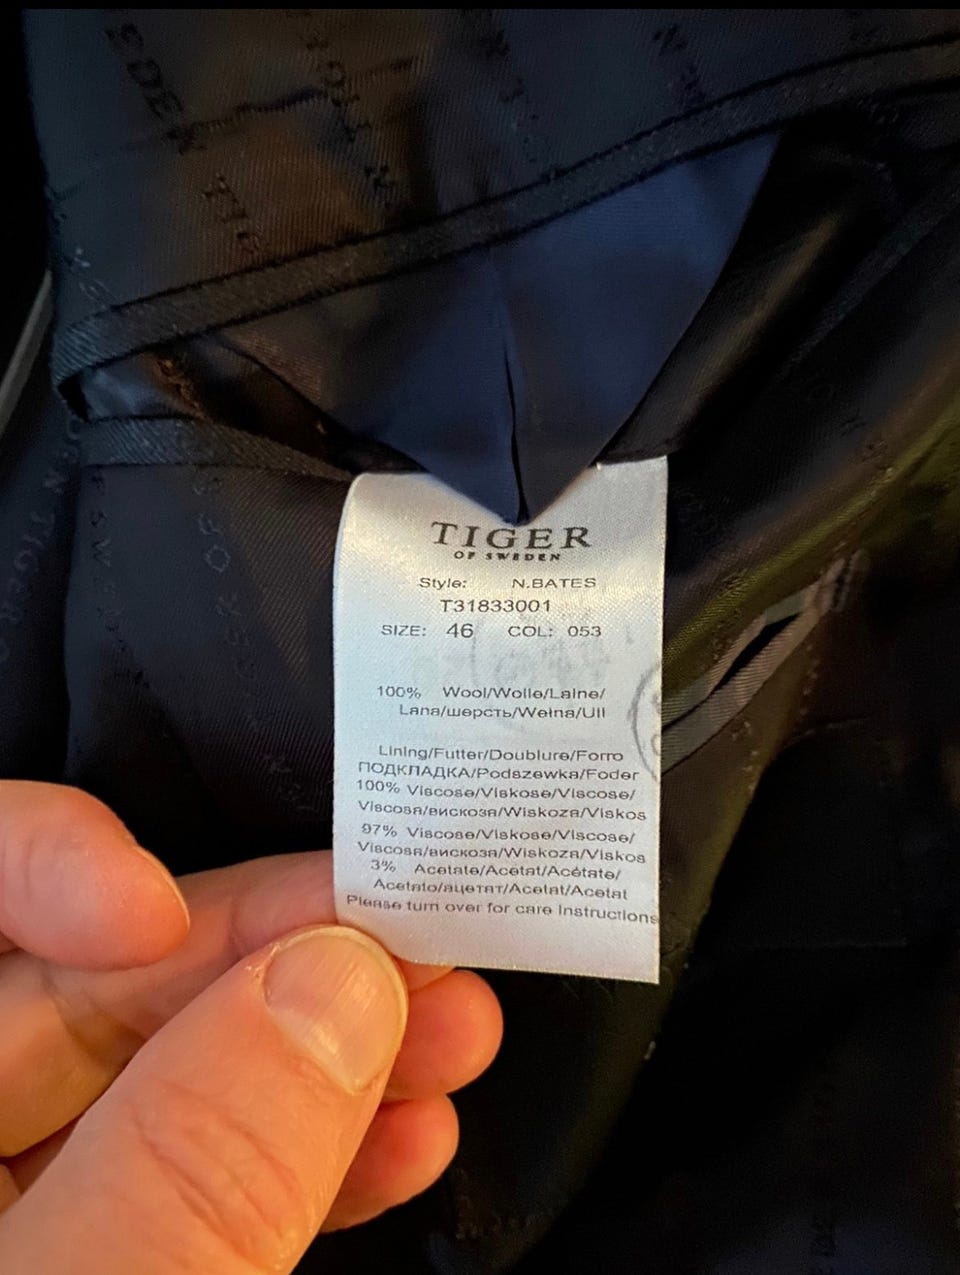 TIGER
OF SWEDEN
Style: N.BATES
T31833001
SIZE: 46 COL: 053
100% Wool/Wolle/Laine/
Lana/шерсть/Wełna/Ull
Lining/Futter/Doublure/Forro
ПОДКЛАДКА/Podszewka/Foder
100% Viscose/Viskose/Viscose/
Viscosa/вискоза/Wiskoza/Viskos
97% Viscose/Viskose/Viscose/
Viscosa/вискоза/Wiskoza/Viskos
3% Acetate/Acetat/Acétate/
Acetato/ацетат/Acetat/Acetat
Please turn over for care instructions